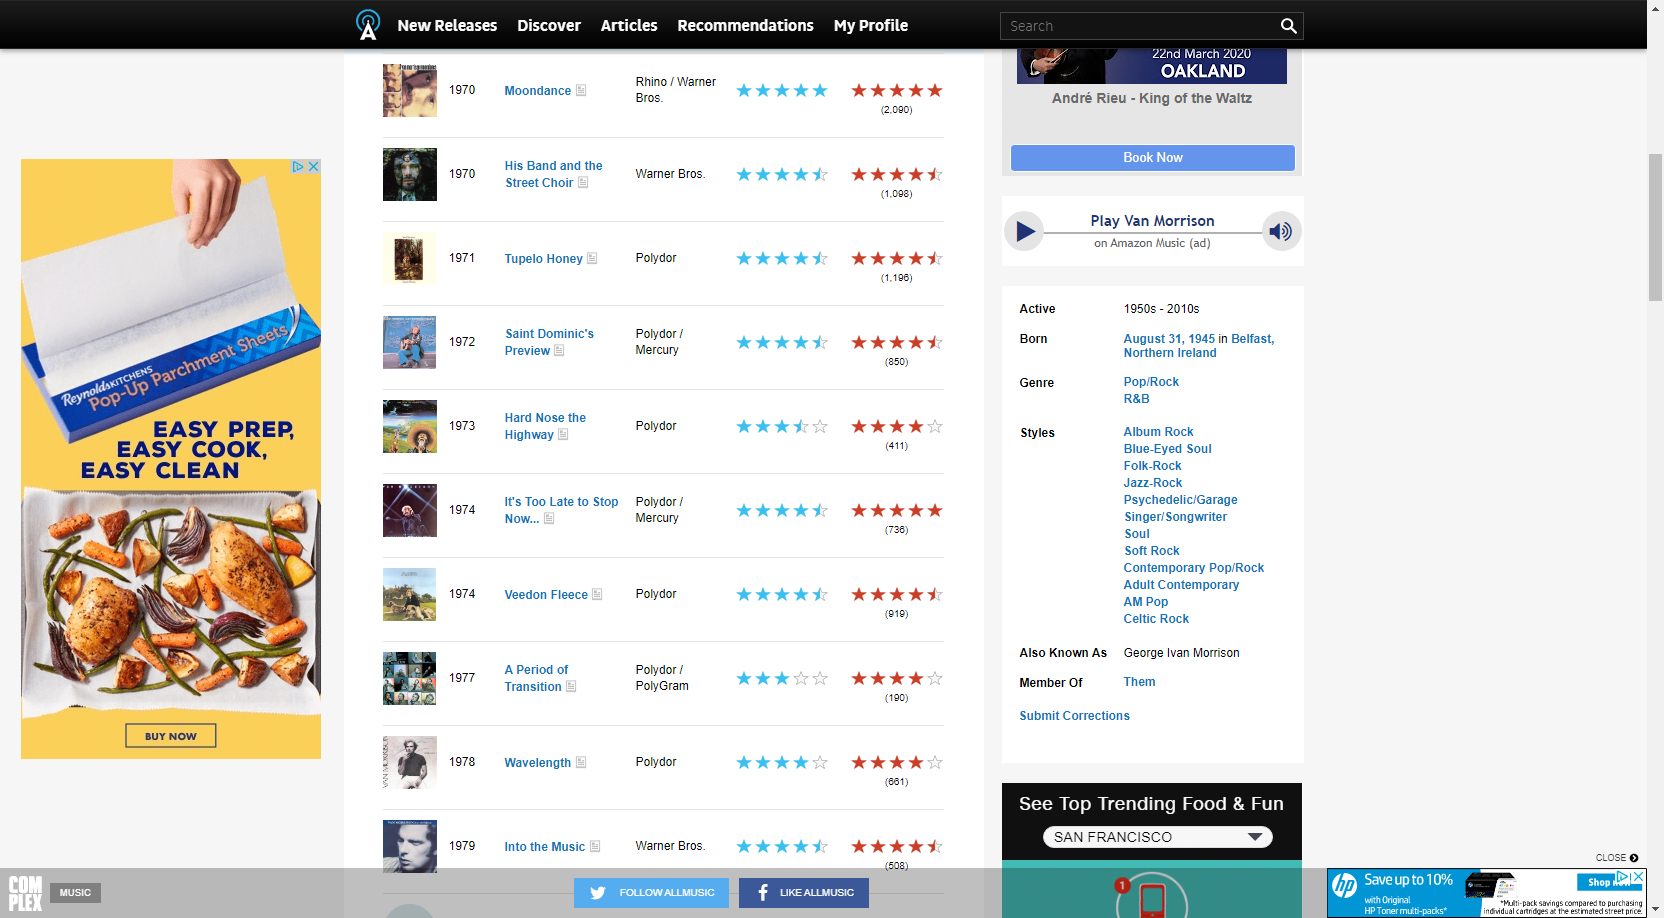 New Releases
Discover
Articles
Recommendations
My Profile
Search
1970
Moondance
Rhino / Warner
Bros.
(2,090)
1970
His Band and the
Street Choir
Warner Bros.
(1,098)
1971
Tupelo Honey
Polydor
(1,196)
1972
Saint Dominic's
Preview
Polydor /
Mercury
(850)
1973
Hard Nose the
Highway
Polydor
(411)
1974
It's Too Late to Stop
Now...
Polydor /
Mercury
(736)
1974
Veedon Fleece
Polydor
(919)
1977
A Period of
Transition
Polydor /
PolyGram
(190)
1978
Wavelength
Polydor
(661)
1979
Into the Music
Warner Bros.
(508)
Reynolds KITCHENS
Pop-Up Parchment Sheets
EASY PREP,
EASY COOK,
EASY CLEAN
BUY NOW
22nd March 2020
OAKLAND
André Rieu - King of the Waltz
Book Now
Play Van Morrison
on Amazon Music (ad)
Active
1950s - 2010s
Born
August 31, 1945 in Belfast,
Northern Ireland
Genre
Pop/Rock
R&B
Styles
Album Rock
Blue-Eyed Soul
Folk-Rock
Jazz-Rock
Psychedelic/Garage
Singer/Songwriter
Soul
Soft Rock
Contemporary Pop/Rock
Adult Contemporary
AM Pop
Celtic Rock
Also Known As
George Ivan Morrison
Member Of
Them
Submit Corrections
See Top Trending Food & Fun
SAN FRANCISCO
1
CLOSE
COM
PLEX
MUSIC
FOLLOW ALLMUSIC
LIKE ALLMUSIC
hp
Save up to 10%
with Original
HP Toner multi-packs*
Shop
*Multi-pack savings compared to purchasing
individual cartridges at the estimated street price.